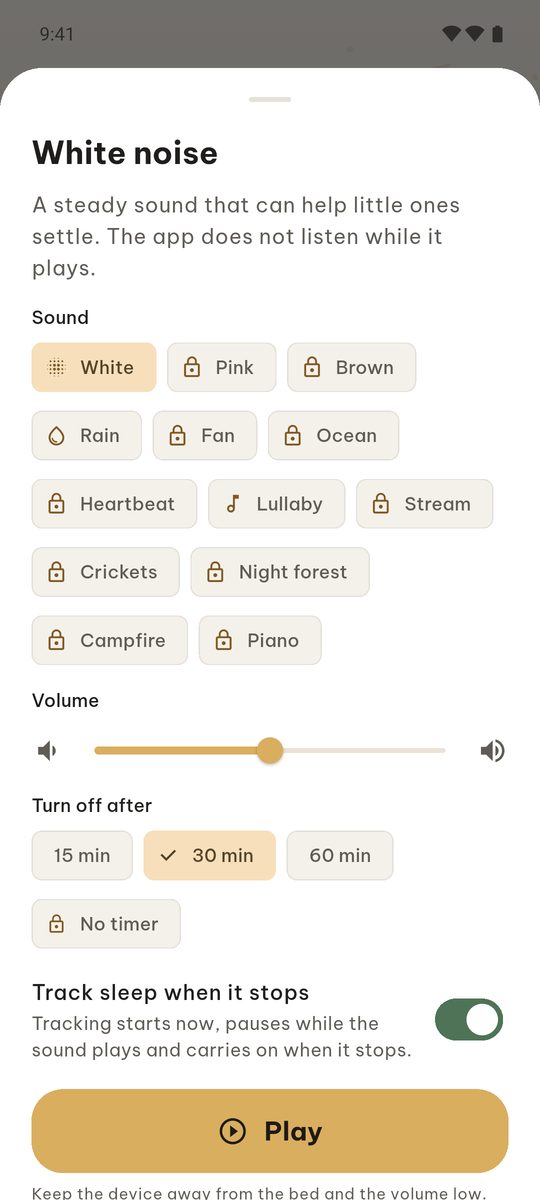 9:41
White noise
A steady sound that can help little ones
settle. The app does not listen while it
plays.
Sound
White
Pink
Brown
Rain
Fan
Ocean
Heartbeat
Lullaby
Stream
Crickets
Night forest
Campfire
Piano
Volume
Turn off after
15 min
30 min
60 min
No timer
Track sleep when it stops
Tracking starts now, pauses while the
sound plays and carries on when it stops.
Play
Keep the device away from the bed and the volume low.